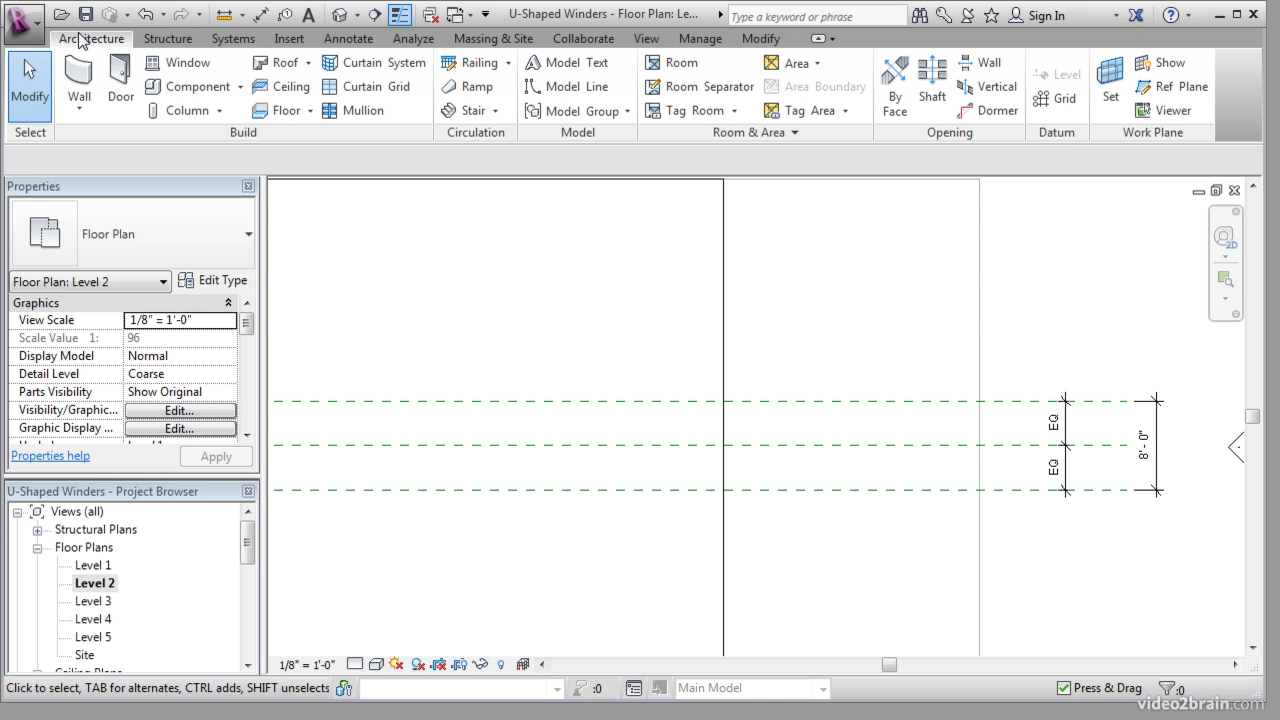 U-Shaped Winders - Floor Plan: Le...
Type a keyword or phrase
Sign In
Architecture Structure Systems Insert Annotate Analyze Massing & Site Collaborate View Manage Modify
Modify
Select
Wall
Door
Window
Component
Column
Roof
Ceiling
Floor
Curtain System
Curtain Grid
Mullion
Build
Railing
Ramp
Stair
Circulation
Model Text
Model Line
Model Group
Model
Room
Room Separator
Tag Room
Area
Area Boundary
Tag Area
Room & Area
By Face
Shaft
Wall
Vertical
Dormer
Opening
Level
Grid
Datum
Set
Show
Ref Plane
Viewer
Work Plane
Properties
Floor Plan
Floor Plan: Level 2
Edit Type
Graphics
View Scale 1/8" = 1'-0"
Scale Value 1: 96
Display Model Normal
Detail Level Coarse
Parts Visibility Show Original
Visibility/Graphic... Edit...
Graphic Display ... Edit...
Properties help
Apply
U-Shaped Winders - Project Browser
Views (all)
Structural Plans
Floor Plans
Level 1
Level 2
Level 3
Level 4
Level 5
Site
Ceiling Plans
2D
EQ
EQ
8' - 0"
1/8" = 1'-0"
Click to select, TAB for alternates, CTRL adds, SHIFT unselects
:0
Main Model
Press & Drag
:0
video2brain.com